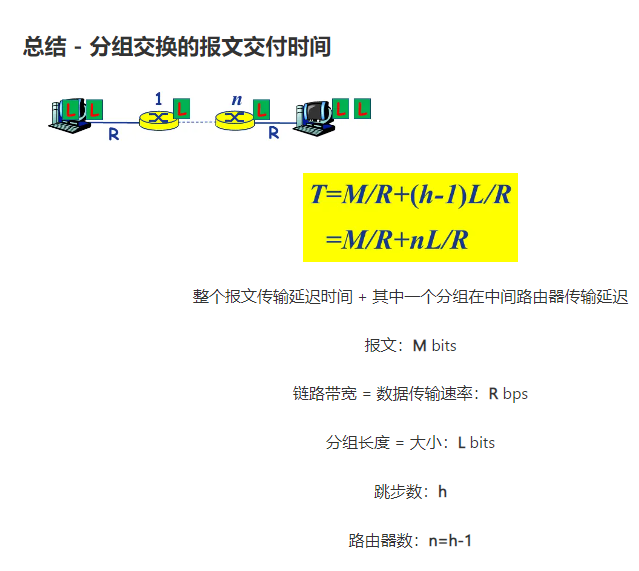 总结 - 分组交换的报文交付时间
1 n
L L L L L L
R R
T=M/R+(h-1)L/R
=M/R+nL/R
整个报文传输延迟时间 + 其中一个分组在中间路由器传输延迟
报文：M bits
链路带宽 = 数据传输速率：R bps
分组长度 = 大小：L bits
跳步数：h
路由器数：n=h-1